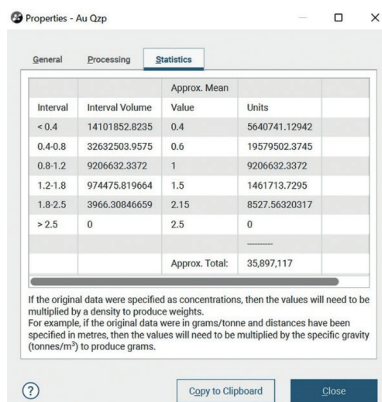 Properties - Au Qzp
General Processing Statistics
Approx. Mean
Interval Interval Volume Value Units
< 0.4 14101852.8235 0.4 5640741.12942
0.4-0.8 32632503.9575 0.6 19579502.3745
0.8-1.2 9206632.3372 1 9206632.3372
1.2-1.8 974475.819664 1.5 1461713.7295
1.8-2.5 3966.30846659 2.15 8527.56320317
> 2.5 0 2.5 0
----------
Approx. Total: 35,897,117
If the original data were specified as concentrations, then the values will need to be
multiplied by a density to produce weights.
For example, if the original data were in grams/tonne and distances have been
specified in metres, then the values will need to be multiplied by the specific gravity
(tonnes/m³) to produce grams.
? Copy to Clipboard Close